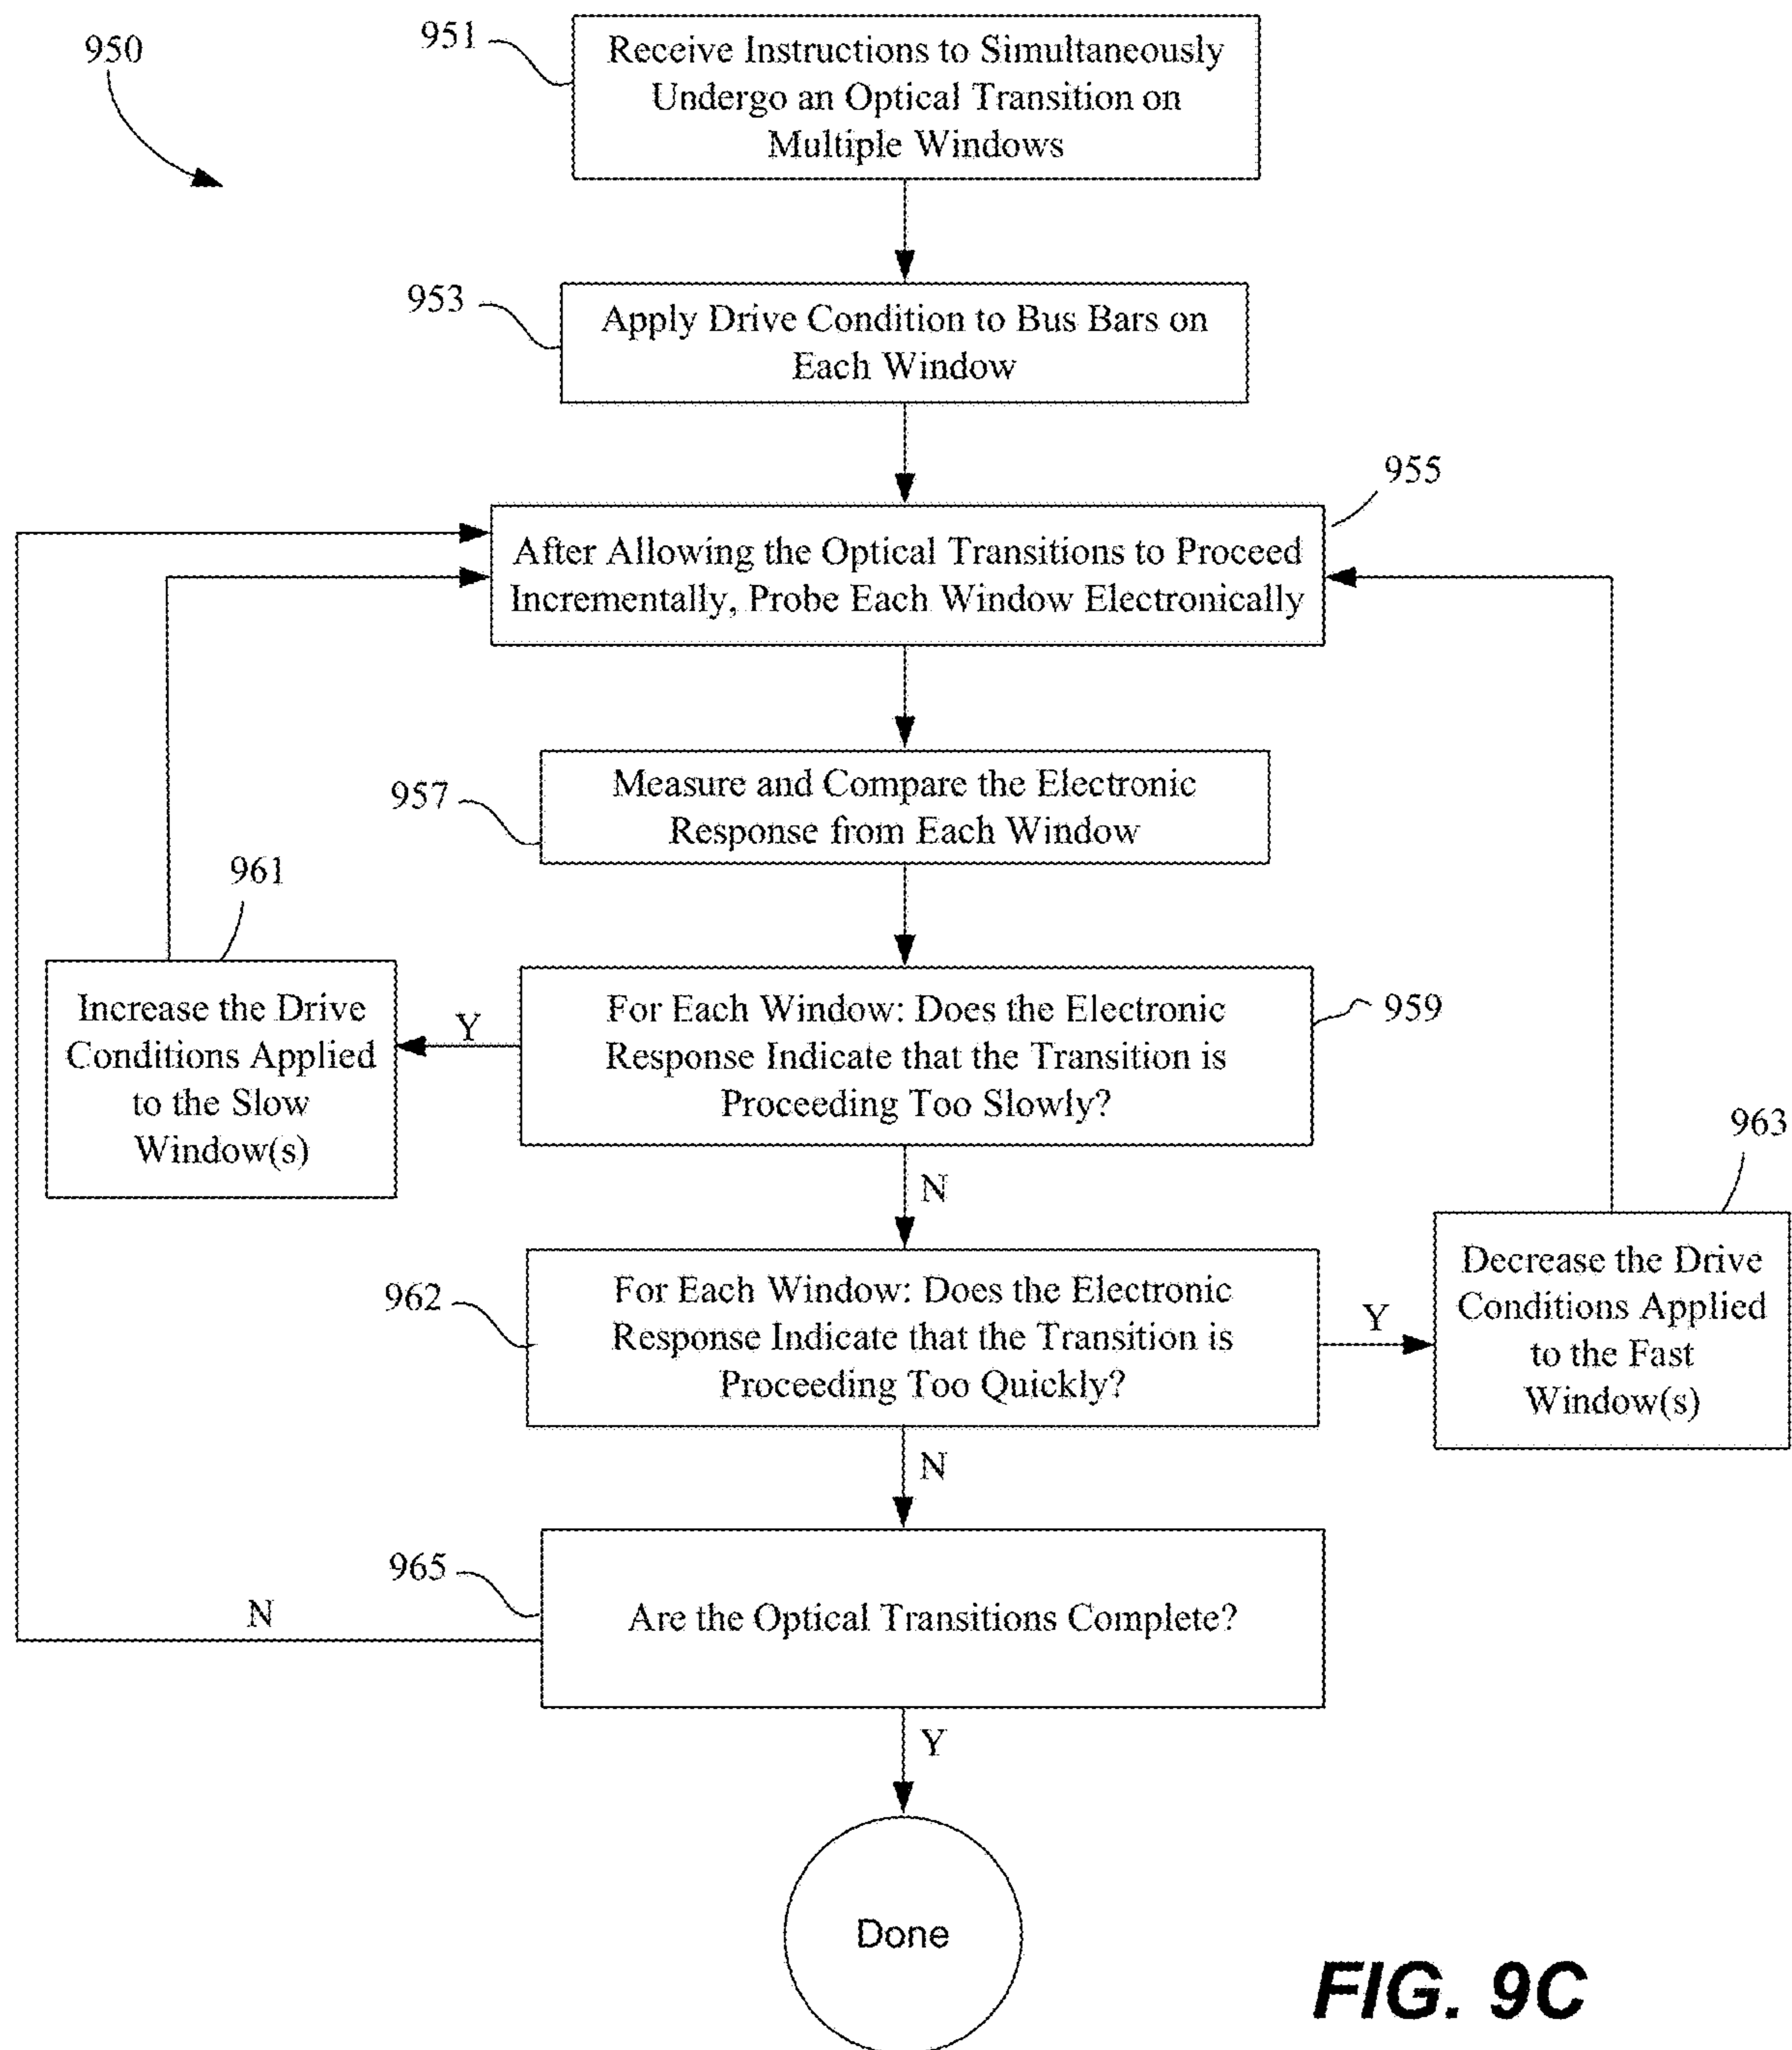 950
951
Receive Instructions to Simultaneously
Undergo an Optical Transition on
Multiple Windows
953
Apply Drive Condition to Bus Bars on
Each Window
955
After Allowing the Optical Transitions to Proceed
Incrementally, Probe Each Window Electronically
957
Measure and Compare the Electronic
Response from Each Window
961
Increase the Drive
Conditions Applied
to the Slow
Window(s)
Y
959
For Each Window: Does the Electronic
Response Indicate that the Transition is
Proceeding Too Slowly?
N
962
For Each Window: Does the Electronic
Response Indicate that the Transition is
Proceeding Too Quickly?
Y
963
Decrease the Drive
Conditions Applied
to the Fast
Window(s)
N
965
Are the Optical Transitions Complete?
N
Y
Done
FIG. 9C